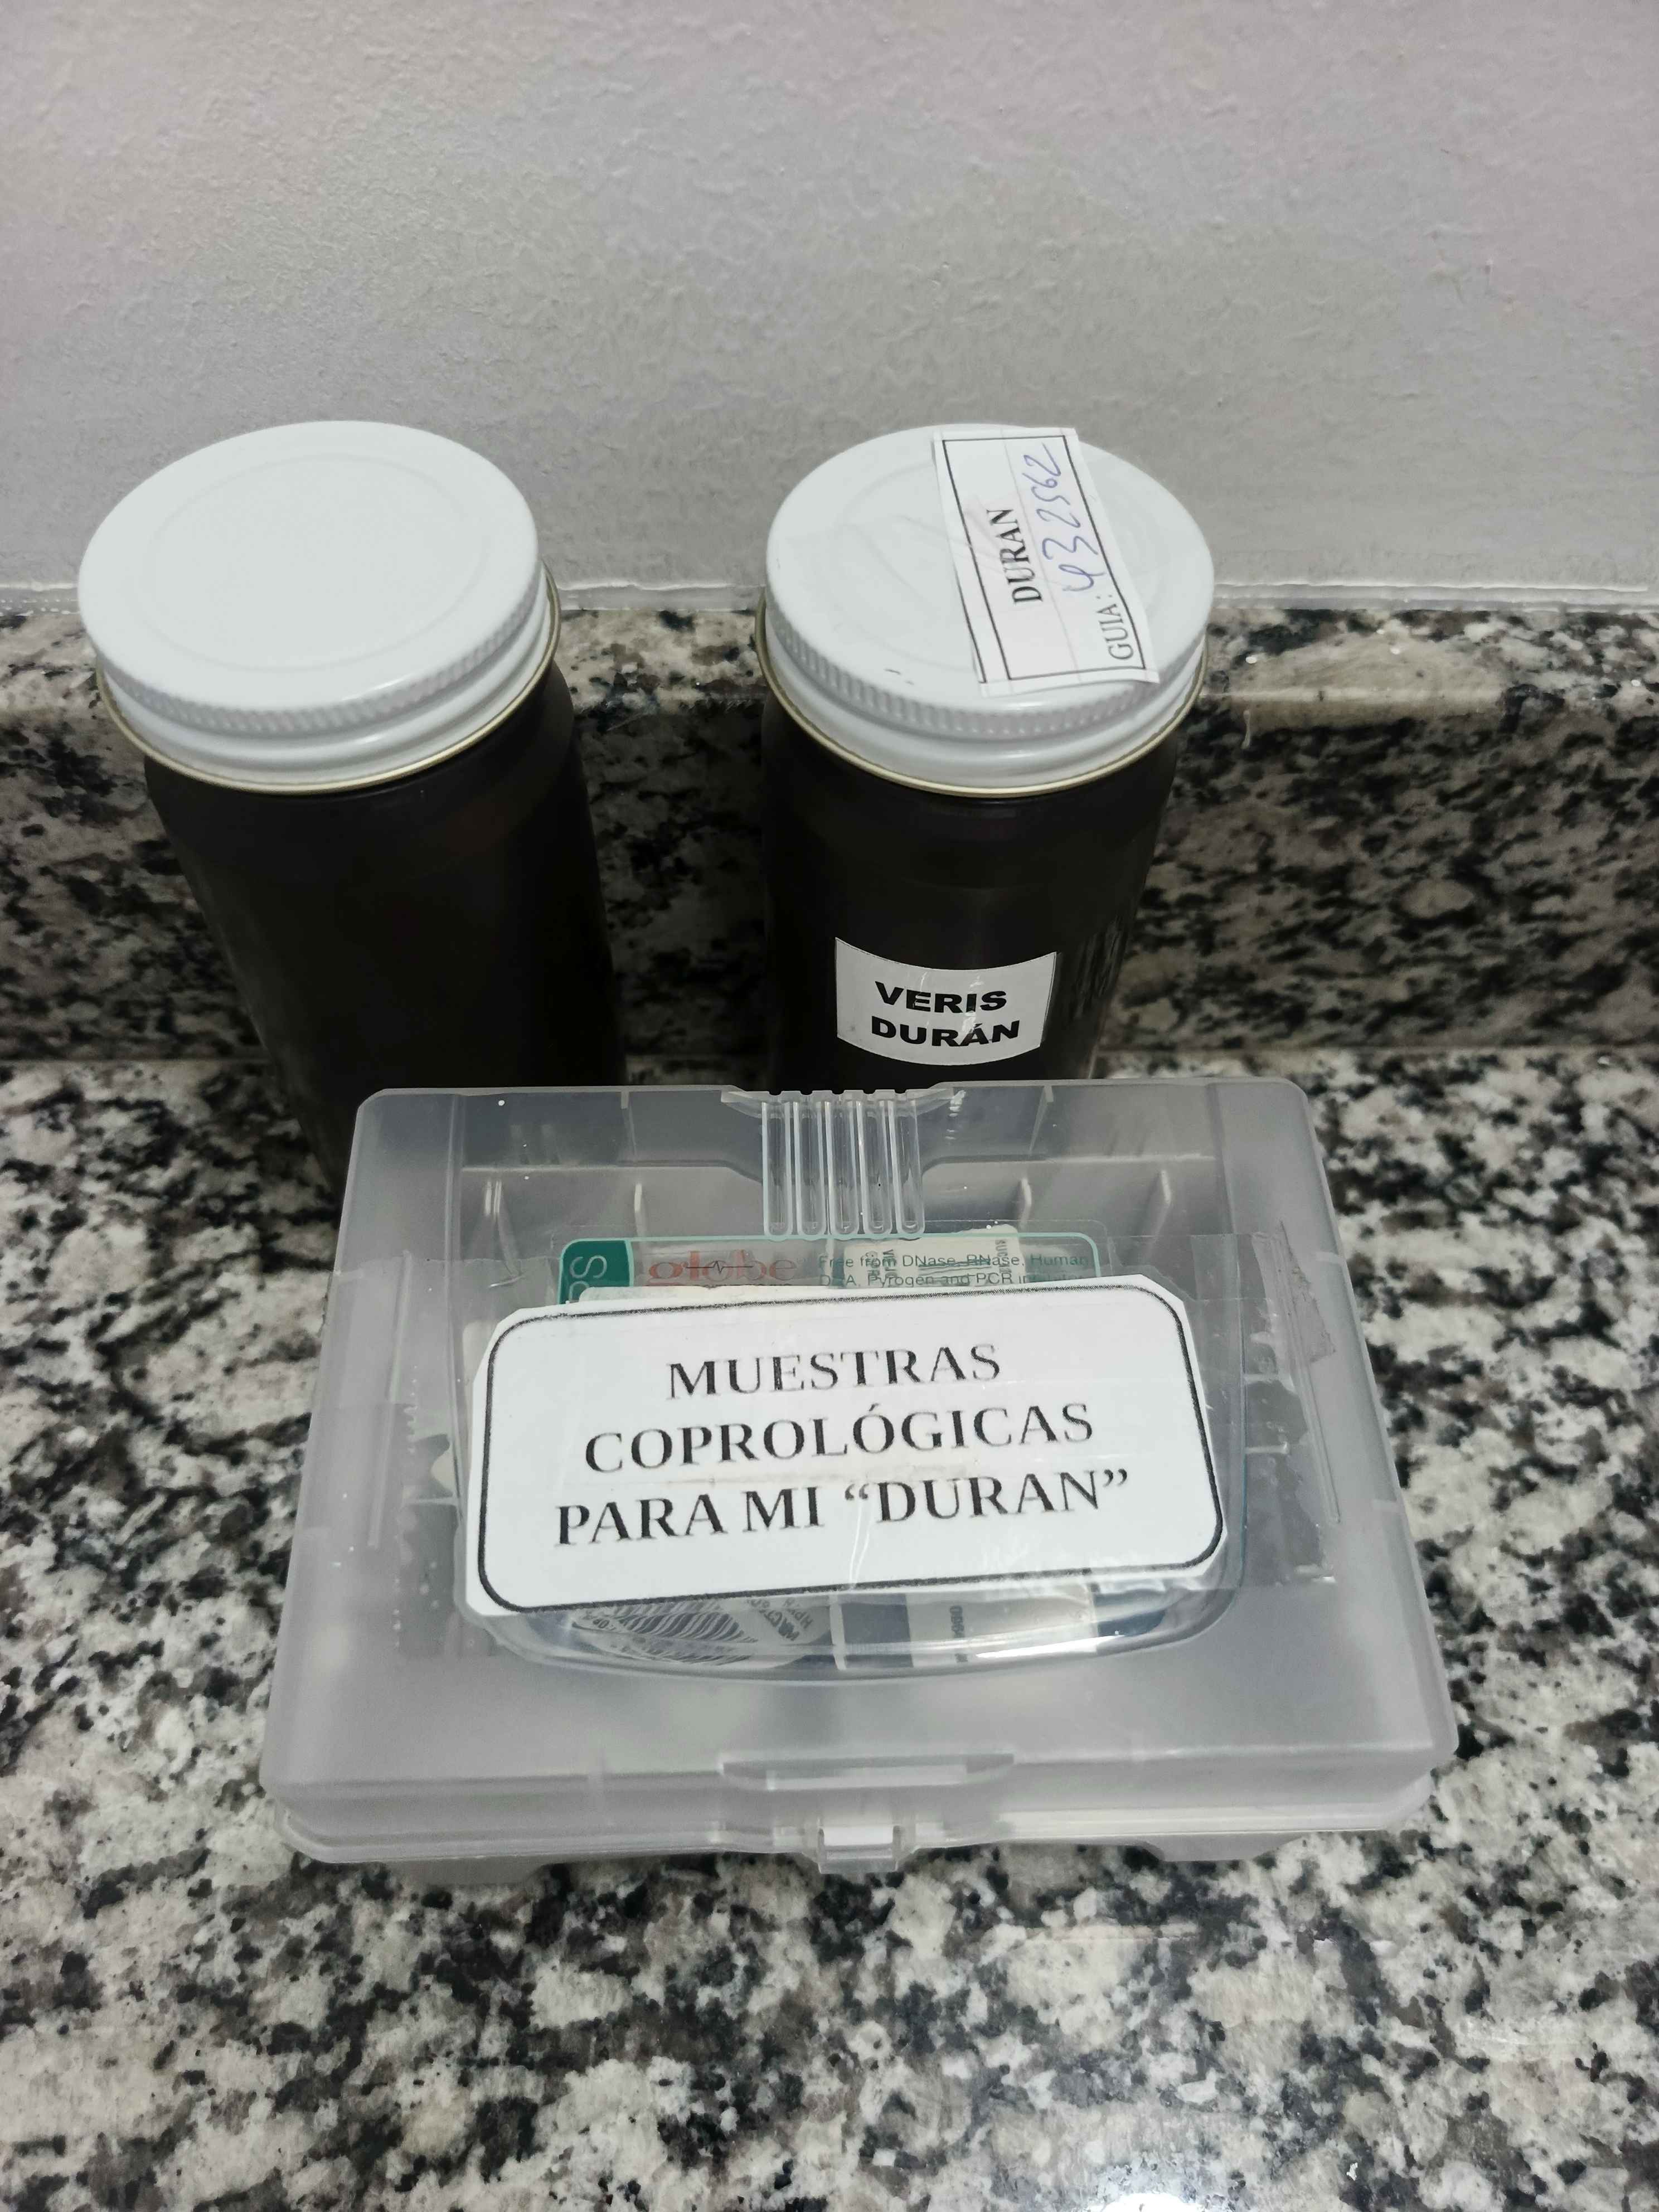 DURAN
GUIA: 432562
VERIS
DURÁN
globe
Free from DNase, RNase, Human
DNA, Pyrogen and PCR
MUESTRAS
COPROLÓGICAS
PARA MI “DURAN”